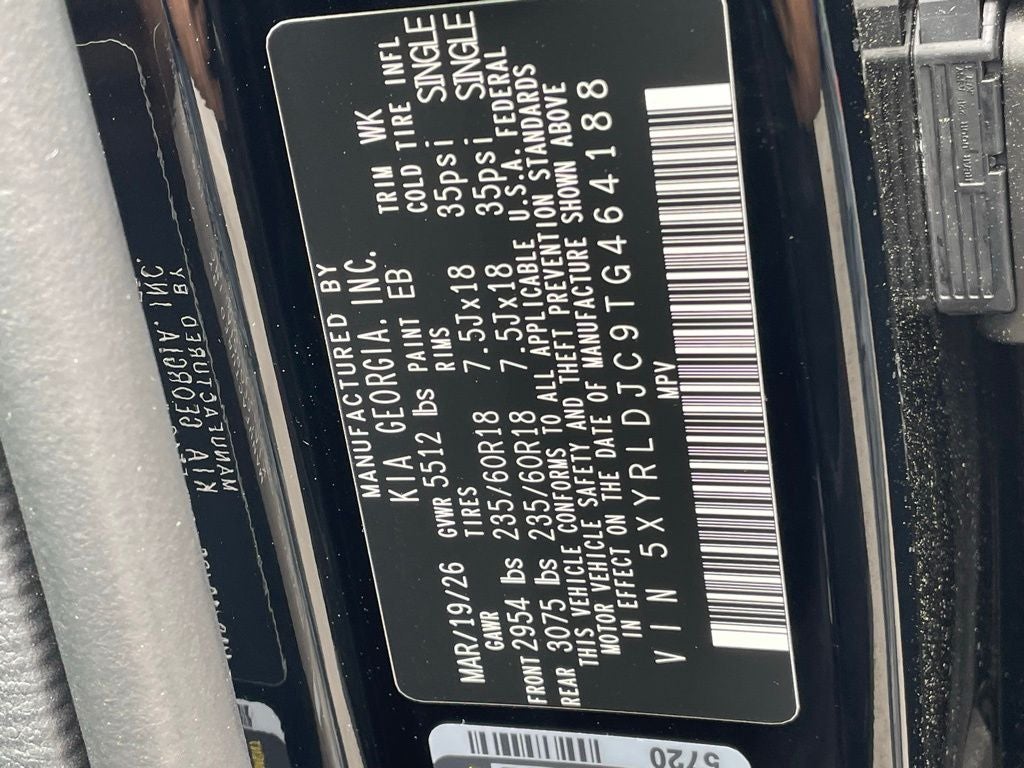 MANUFACTURED BY
KIA GEORGIA. INC.
MAR/19/26 GVWR 5512 lbs PAINT EB TRIM WK
GAWR TIRES RIMS COLD TIRE INFL
FRONT 2954 lbs 235/60R18 7.5Jx18 35psi SINGLE
REAR 3075 lbs 235/60R18 7.5Jx18 35psi SINGLE
THIS VEHICLE CONFORMS TO ALL APPLICABLE U.S.A. FEDERAL
MOTOR VEHICLE SAFETY AND THEFT PREVENTION STANDARDS
IN EFFECT ON THE DATE OF MANUFACTURE SHOWN ABOVE
VIN 5XYRLDJC9TG464188
MPV
5720
MANUFACTURED BY
KIA GEORGIA. INC.